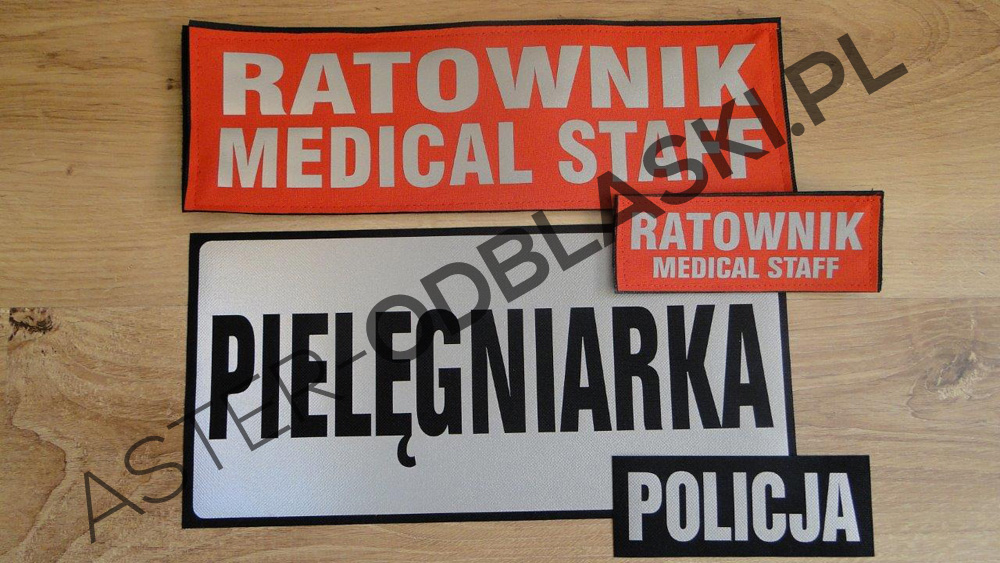 RATOWNIK
MEDICAL STAFF
RATOWNIK
MEDICAL STAFF
PIELĘGNIARKA
POLICJA
ASTER-ODBLASKI.PL